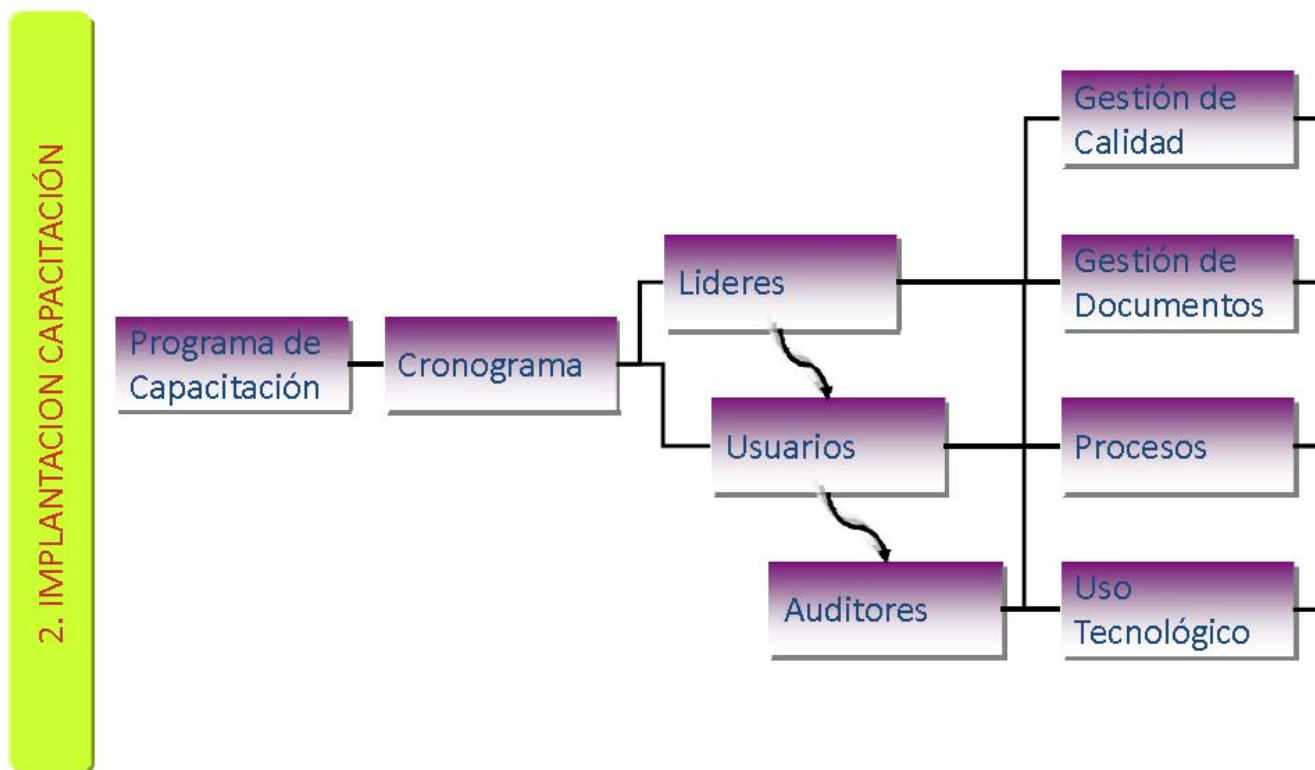 2. IMPLANTACION CAPACITACIÓN
Programa de
Capacitación
Cronograma
Lideres
Usuarios
Auditores
Gestión de
Calidad
Gestión de
Documentos
Procesos
Uso
Tecnológico